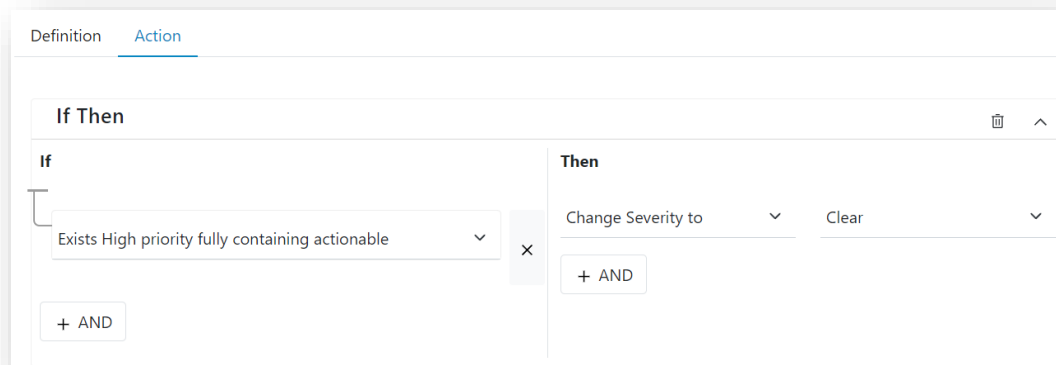 Definition Action
If Then
If
Then
Exists High priority fully containing actionable
Change Severity to Clear
+ AND
+ AND